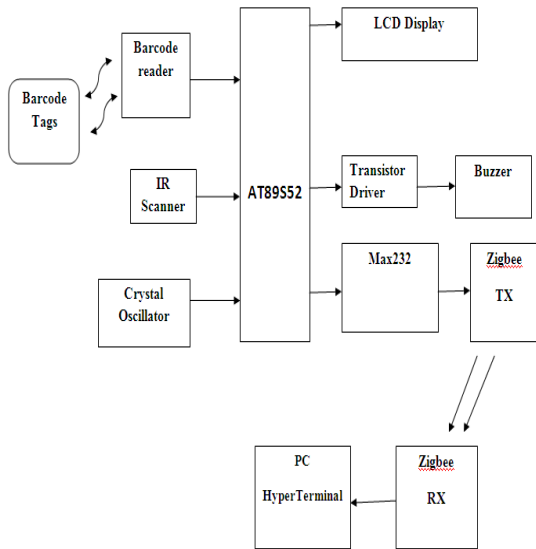 LCD Display
Barcode
reader
Barcode
Tags
IR
Scanner
AT89S52
Transistor
Driver
Buzzer
Max232
Zigbee
TX
Crystal
Oscillator
PC
HyperTerminal
Zigbee
RX